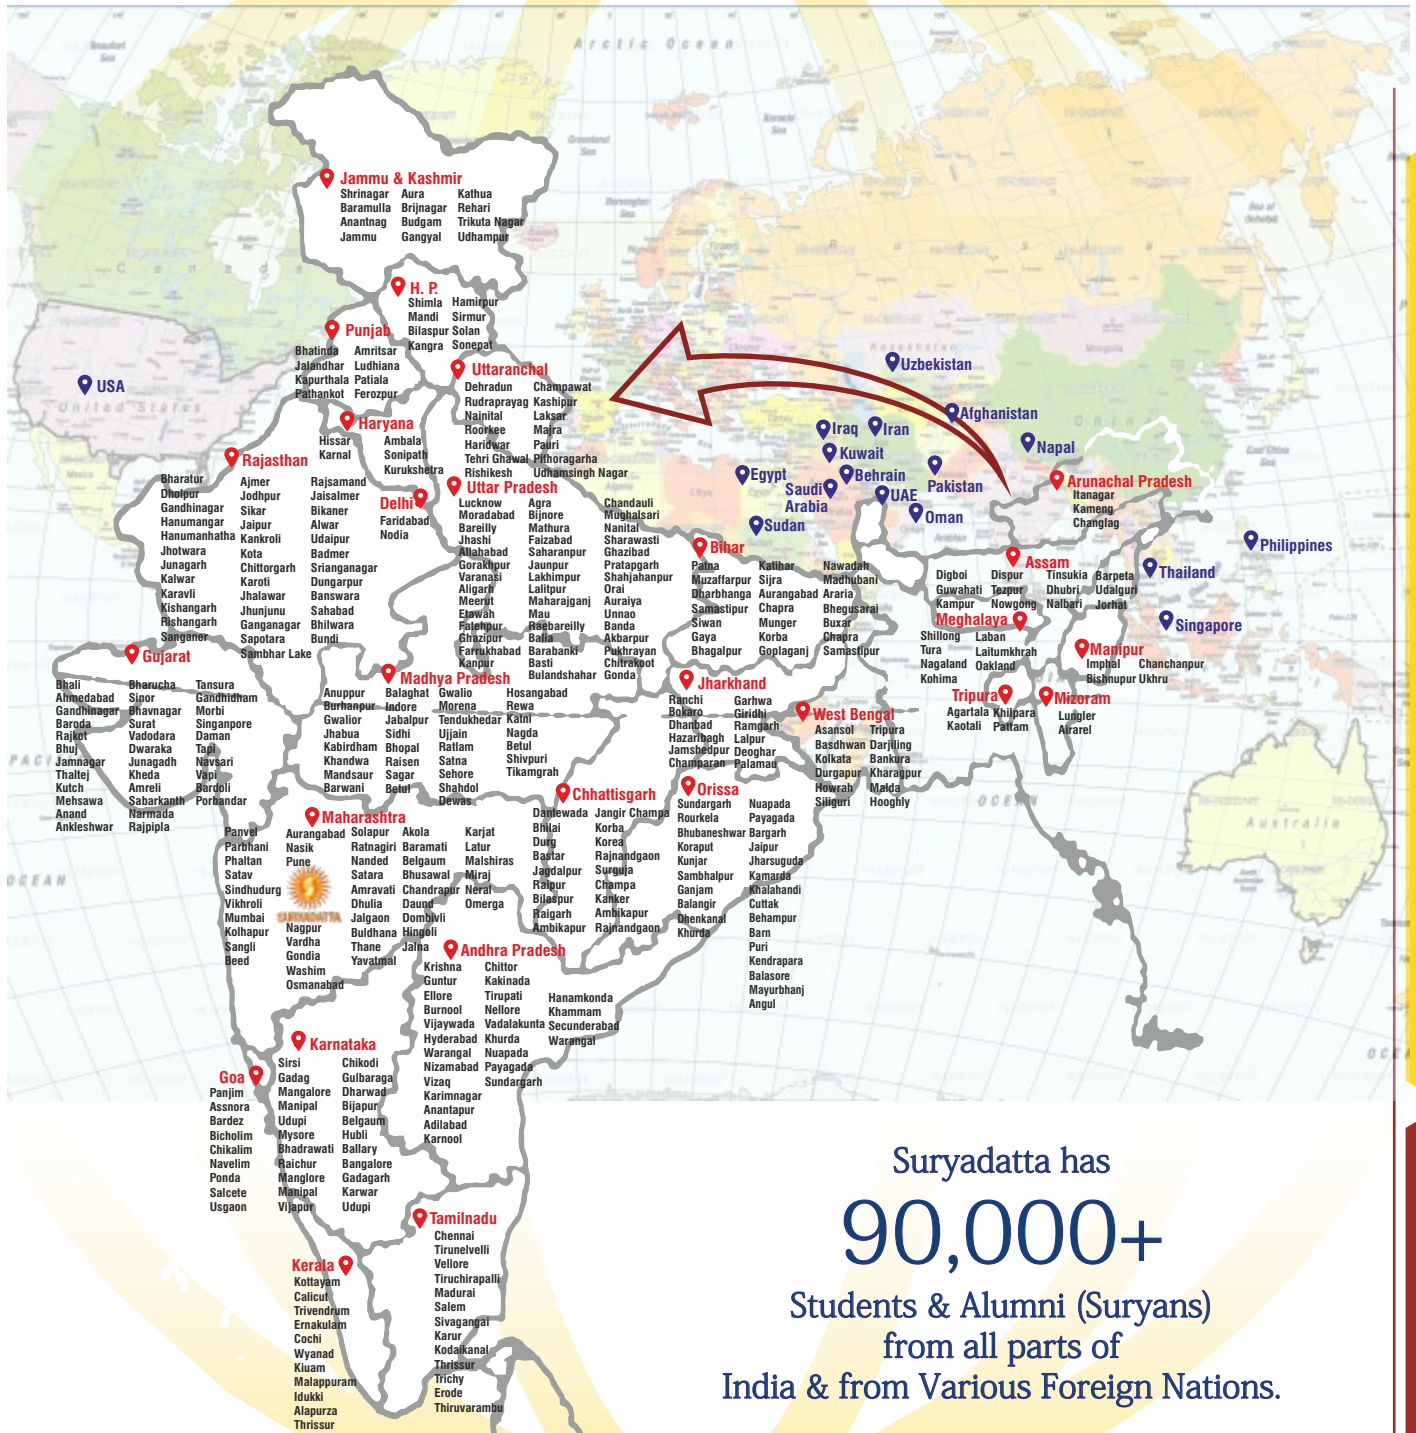 Arctic Ocean
Jammu & Kashmir
Shrinagar Aura Kathua
Baramulla Brijnagar Rehari
Anantnag Budgam Trikuta Nagar
Jammu Gangyal Udhampur
H. P.
Shimla Hamirpur
Mandi Sirmur
Bilaspur Solan
Kangra Sonepat
Punjab
Bhatinda Amritsar
Jalandhar Ludhiana
Kapurthala Patiala
Pathankot Ferozpur
Uttaranchal
Dehradun Champawat
Rudraprayag Kashipur
Nainital Laksar
Roorkee Majra
Haridwar Pauri
Tehri Ghawal Pithoragarha
Rishikesh Udhamsingh Nagar
Haryana
Hissar Ambala
Karnal Sonipath
Kurukshetra
Delhi
Faridabad
Nodia
Rajasthan
Bharatur
Dholpur
Gandhinagar
Hanumangar
Hanumanhatha
Jhotwara
Junagarh
Kalwar
Karavli
Kishangarh
Rishangarh
Sanganer
Ajmer
Jodhpur
Sikar
Jaipur
Kankroli
Kota
Chittorgarh
Karoti
Jhalawar
Jhunjunu
Ganganagar
Sapotara
Sambhar Lake
Rajsamand
Jaisalmer
Bikaner
Alwar
Udaipur
Badmer
Srianganagar
Dungarpur
Banswara
Sahabad
Bhilwara
Bundi
Uttar Pradesh
Lucknow
Moradabad
Bareilly
Jhashi
Allahabad
Gorakhpur
Varanasi
Aligarh
Meerut
Etawah
Fatehpur
Ghazipur
Farrukhabad
Kanpur
Agra
Bijnore
Mathura
Faizabad
Saharanpur
Jaunpur
Lakhimpur
Lalitpur
Maharajganj
Mau
Raebareilly
Balia
Barabanki
Basti
Bulandshahar
Chandauli
Mughalsari
Nanital
Sharawasti
Ghazibad
Pratapgarh
Shahjahanpur
Orai
Auraiya
Unnao
Banda
Akbarpur
Pukhrayan
Chitrakoot
Gonda
Gujarat
Bhali
Ahmedabad
Gandhinagar
Baroda
Rajkot
Bhuj
Jamnagar
Thaltej
Kutch
Mehsawa
Anand
Ankleshwar
Bharucha
Sinor
Bhavnagar
Surat
Vadodara
Dwaraka
Junagadh
Kheda
Amreli
Sabarkanth
Narmada
Rajpipla
Tansura
Gandhidham
Morbi
Singanpore
Daman
Tapi
Navsari
Vapi
Bardoli
Porbandar
Madhya Pradesh
Anuppur
Burhanpur
Gwalior
Jhabua
Kabirdham
Khandwa
Mandsaur
Barwani
Balaghat
Indore
Jabalpur
Sidhi
Bhopal
Raisen
Sagar
Betul
Gwalio
Morena
Tendukhedar
Ujjain
Ratlam
Satna
Sehore
Shahdol
Dewas
Hosangabad
Rewa
Katni
Nagda
Betul
Shivpuri
Tikamgrah
Bihar
Patna
Muzaffarpur
Dharbhanga
Samastipur
Siwan
Gaya
Bhagalpur
Katihar
Sijra
Aurangabad
Chapra
Munger
Korba
Goplaganj
Nawadah
Madhubani
Araria
Bhegusarai
Buxar
Chapra
Samastipur
Jharkhand
Ranchi
Bokaro
Dhanbad
Hazaribagh
Jamshedpur
Champaran
Garhwa
Giridhi
Ramgarh
Lalpur
Deoghar
Palamau
West Bengal
Asansol Tripura
Basdhwan Darjiling
Kolkata Bankura
Durgapur Kharagpur
Howrah Malda
Siliguri Hooghly
Arunachal Pradesh
Itanagar
Kameng
Changlag
Assam
Digboi Dispur Tinsukia Barpeta
Guwahati Tezpur Dhubri Udalguri
Kampur Nowgong Nalbari Jorhat
Meghalaya
Shillong Laban
Tura Laitumkhrah
Nagaland Oakland
Kohima
Manipur
Imphal Chanchanpur
Bishnupur Ukhru
Tripura
Agartala Khilpara
Kaotali Pattam
Mizoram
Lungler
Airarel
Chhattisgarh
Dantewada
Bhilai
Durg
Bastar
Jagdalpur
Raipur
Bilaspur
Raigarh
Ambikapur
Jangir Champa
Korba
Korea
Rajnandgaon
Surguja
Champa
Kanker
Ambikapur
Rajnandgaon
Orissa
Sundargarh
Rourkela
Bhubaneshwar
Koraput
Kunjar
Sambhalpur
Ganjam
Balangir
Dhenkanal
Khurda
Nuapada
Payagada
Bargarh
Jaipur
Jharsuguda
Kamarda
Khalahandi
Cuttak
Behampur
Barn
Puri
Kendrapara
Balasore
Mayurbhanj
Angul
Maharashtra
Panvel
Parbhani
Phaltan
Satav
Sindhudurg
Vikhroli
Mumbai
Kolhapur
Sangli
Beed
Aurangabad
Nasik
Pune
SURYADATTA
Nagpur
Vardha
Gondia
Washim
Osmanabad
Solapur
Ratnagiri
Nanded
Satara
Amravati
Dhulia
Jalgaon
Buldhana
Thane
Yavatmal
Akola
Baramati
Belgaum
Bhusawal
Chandrapur
Daund
Dombivli
Hingoli
Jalna
Karjat
Latur
Malshiras
Miraj
Neral
Omerga
Andhra Pradesh
Krishna
Guntur
Ellore
Burnool
Vijaywada
Hyderabad
Warangal
Nizamabad
Vizaq
Karimnagar
Anantapur
Adilabad
Karnool
Chittor
Kakinada
Tirupati
Nellore
Vadalakunta
Khurda
Nuapada
Payagada
Sundargarh
Hanamkonda
Khammam
Secunderabad
Warangal
Karnataka
Sirsi
Gadag
Mangalore
Manipal
Udupi
Mysore
Bhadrawati
Raichur
Manglore
Manipal
Vijapur
Chikodi
Gulbaraga
Dharwad
Bijapur
Belgaum
Hubli
Ballary
Bangalore
Gadagarh
Karwar
Udupi
Goa
Panjim
Assnora
Bardez
Bicholim
Chikalim
Navelim
Ponda
Salcete
Usgaon
Tamilnadu
Chennai
Tirunelvelli
Vellore
Tiruchirapalli
Madurai
Salem
Sivagangai
Karur
Kodaikanal
Thrissur
Trichy
Erode
Thiruvarambu
Kerala
Kottayam
Calicut
Trivendrum
Ernakulam
Cochi
Wyanad
Kiuam
Malappuram
Idukki
Alapurza
Thrissur
USA
United States
Canada
Uzbekistan
Afghanistan
Iraq
Iran
Napal
Kuwait
Egypt
Behrain
Pakistan
Saudi
Arabia
UAE
Oman
Sudan
Philippines
Thailand
Singapore
Australia
OCEAN
OCEAN
Suryadatta has
90,000+
Students & Alumni (Suryans)
from all parts of
India & from Various Foreign Nations.